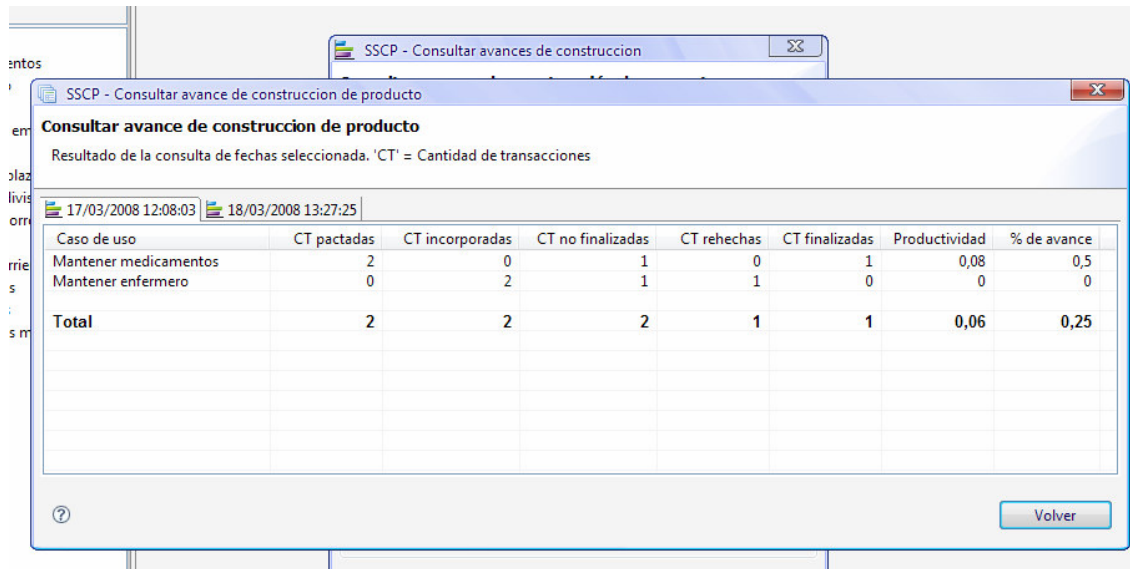 SSCP - Consultar avances de construccion
entos
SSCP - Consultar avance de construccion de producto
em
Consultar avance de construccion de producto
Resultado de la consulta de fechas seleccionada. 'CT' = Cantidad de transacciones
17/03/2008 12:08:03 18/03/2008 13:27:25
Caso de uso CT pactadas CT incorporadas CT no finalizadas CT rehechas CT finalizadas Productividad % de avance
Mantener medicamentos 2 0 1 0 1 0,08 0,5
Mantener enfermero 0 2 1 1 0 0 0
Total 2 2 2 1 1 0,06 0,25
Volver